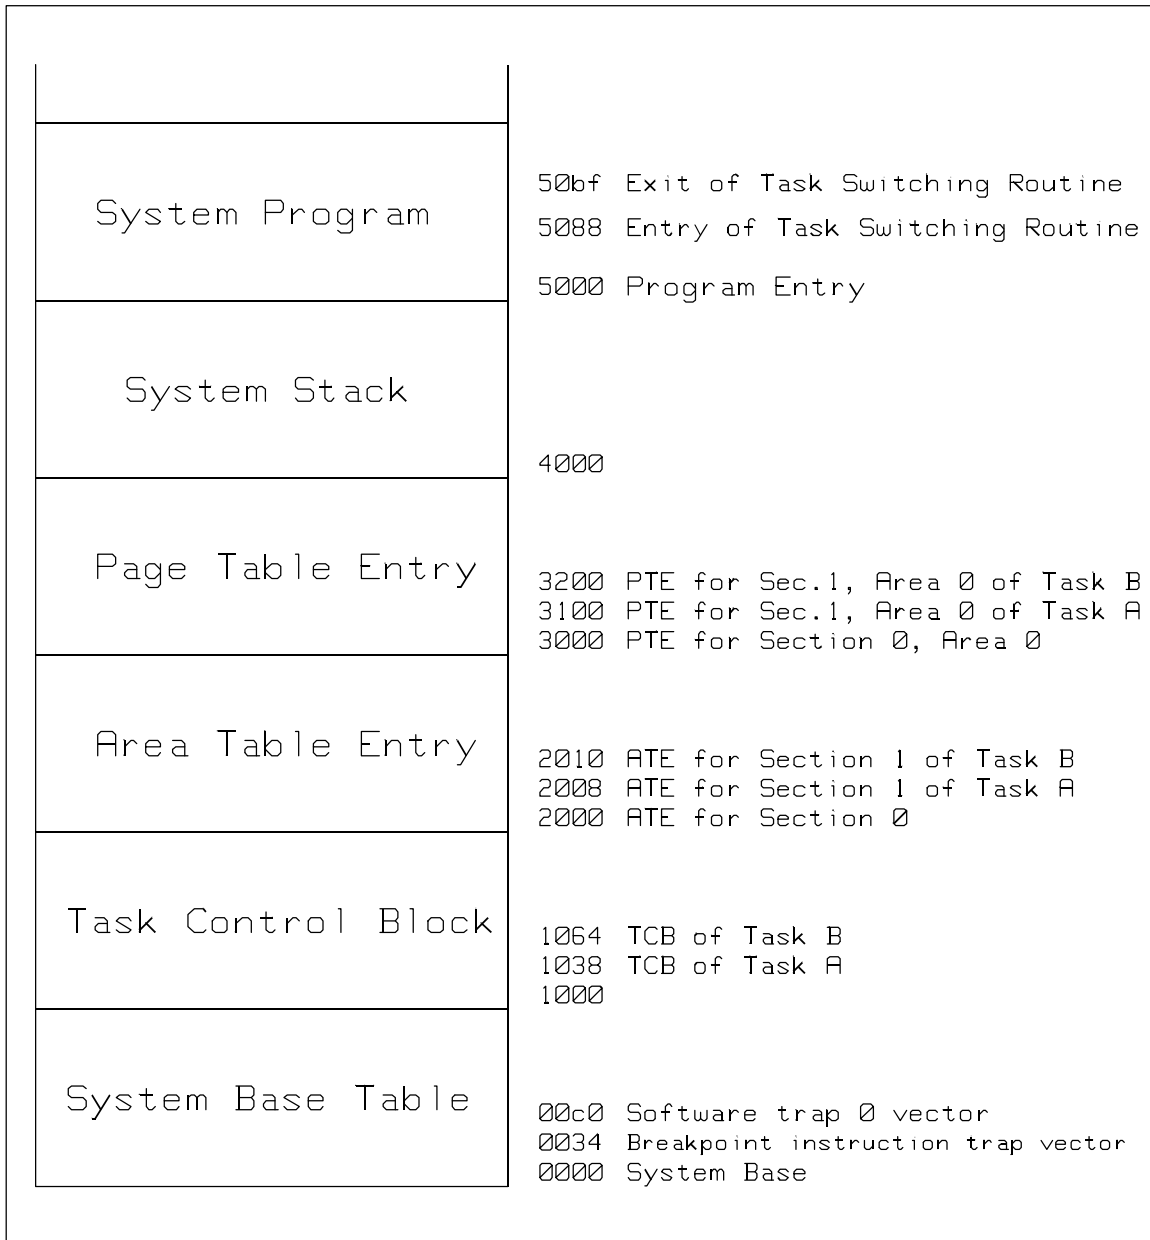 50bf Exit of Task Switching Routine
System Program
5088 Entry of Task Switching Routine
5000 Program Entry
System Stack
4000
Page Table Entry
3200 PTE for Sec.1, Area 0 of Task B
3100 PTE for Sec.1, Area 0 of Task A
3000 PTE for Section 0, Area 0
Area Table Entry
2010 ATE for Section 1 of Task B
2008 ATE for Section 1 of Task A
2000 ATE for Section 0
Task Control Block
1064 TCB of Task B
1038 TCB of Task A
1000
System Base Table
00c0 Software trap 0 vector
0034 Breakpoint instruction trap vector
0000 System Base